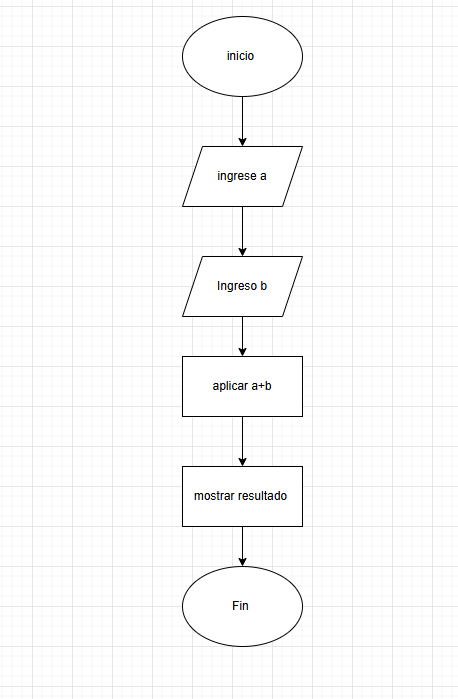 inicio
ingrese a
Ingreso b
aplicar a+b
mostrar resultado
Fin